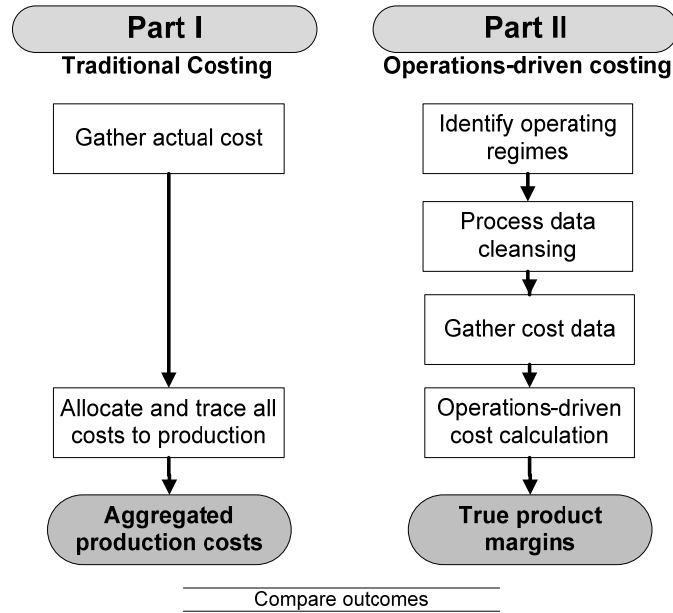 Part I
Traditional Costing
Gather actual cost
Allocate and trace all
costs to production
Aggregated
production costs
Part II
Operations-driven costing
Identify operating
regimes
Process data
cleansing
Gather cost data
Operations-driven
cost calculation
True product
margins
Compare outcomes